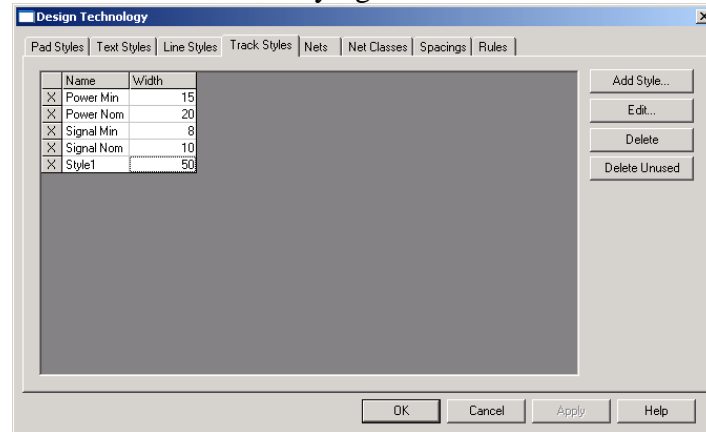 Design Technology
Pad Styles Text Styles Line Styles Track Styles Nets Net Classes Spacings Rules
Name Width
X Power Min 15
X Power Nom 20
X Signal Min 8
X Signal Nom 10
X Style1 50
Add Style...
Edit...
Delete
Delete Unused
OK Cancel Apply Help